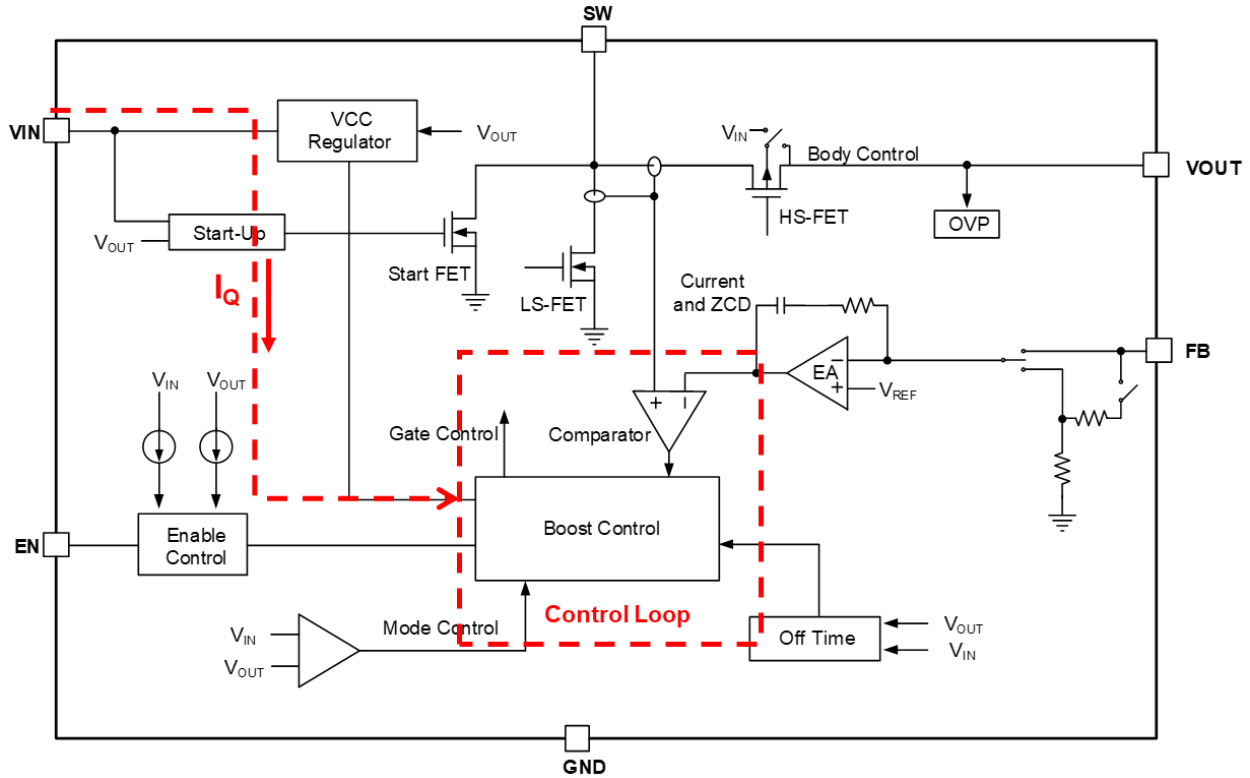 SW
VIN
VCC
Regulator
VOUT
VIN
Body Control
VOUT
HS-FET
OVP
Start-Up
VOUT
Start FET
IQ
LS-FET
Current
and ZCD
FB
EA
−
+
VREF
VIN
VOUT
+
−
Gate Control
Comparator
EN
Enable
Control
Boost Control
Control Loop
Mode Control
VIN
VOUT
Off Time
VOUT
VIN
GND